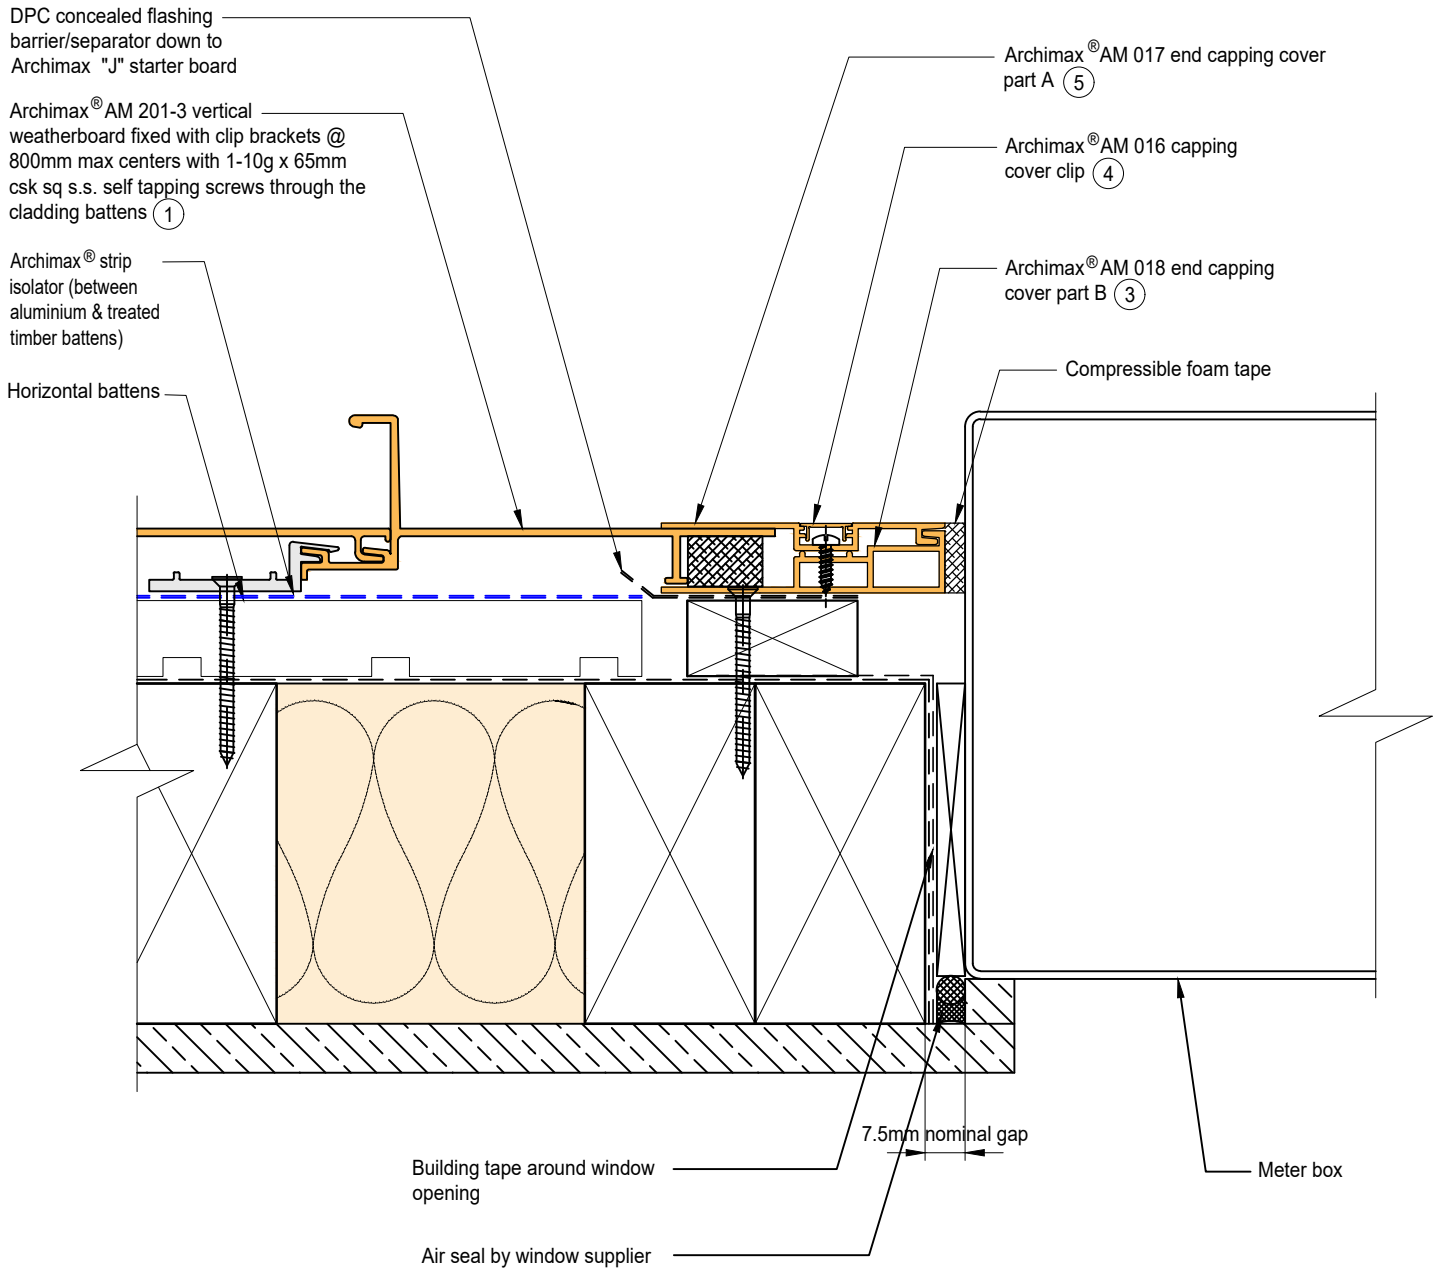 DPC concealed flashing
barrier/separator down to
Archimax "J" starter board
Archimax® AM 201-3 vertical
weatherboard fixed with clip brackets @
800mm max centers with 1-10g x 65mm
csk sq s.s. self tapping screws through the
cladding battens 1
Archimax® strip
isolator (between
aluminium & treated
timber battens)
Horizontal battens
Archimax® AM 017 end capping cover
part A 5
Archimax® AM 016 capping
cover clip 4
Archimax® AM 018 end capping
cover part B 3
Compressible foam tape
7.5mm nominal gap
Building tape around window
opening
Meter box
Air seal by window supplier